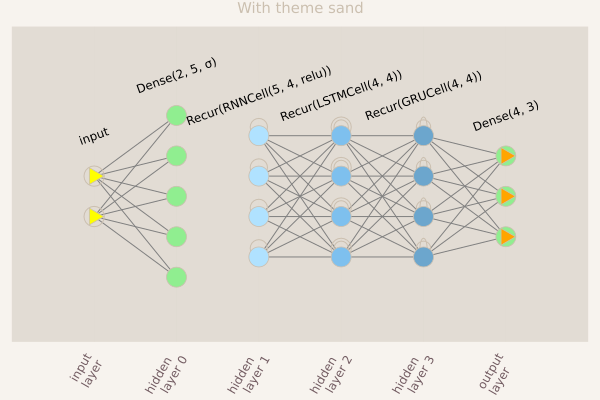 With theme sand
input
Dense(2, 5, σ)
Recur(RNNCell(5, 4, relu))
Recur(LSTMCell(4, 4))
Recur(GRUCell(4, 4))
Dense(4, 3)
input
layer
hidden
layer 0
hidden
layer 1
hidden
layer 2
hidden
layer 3
output
layer